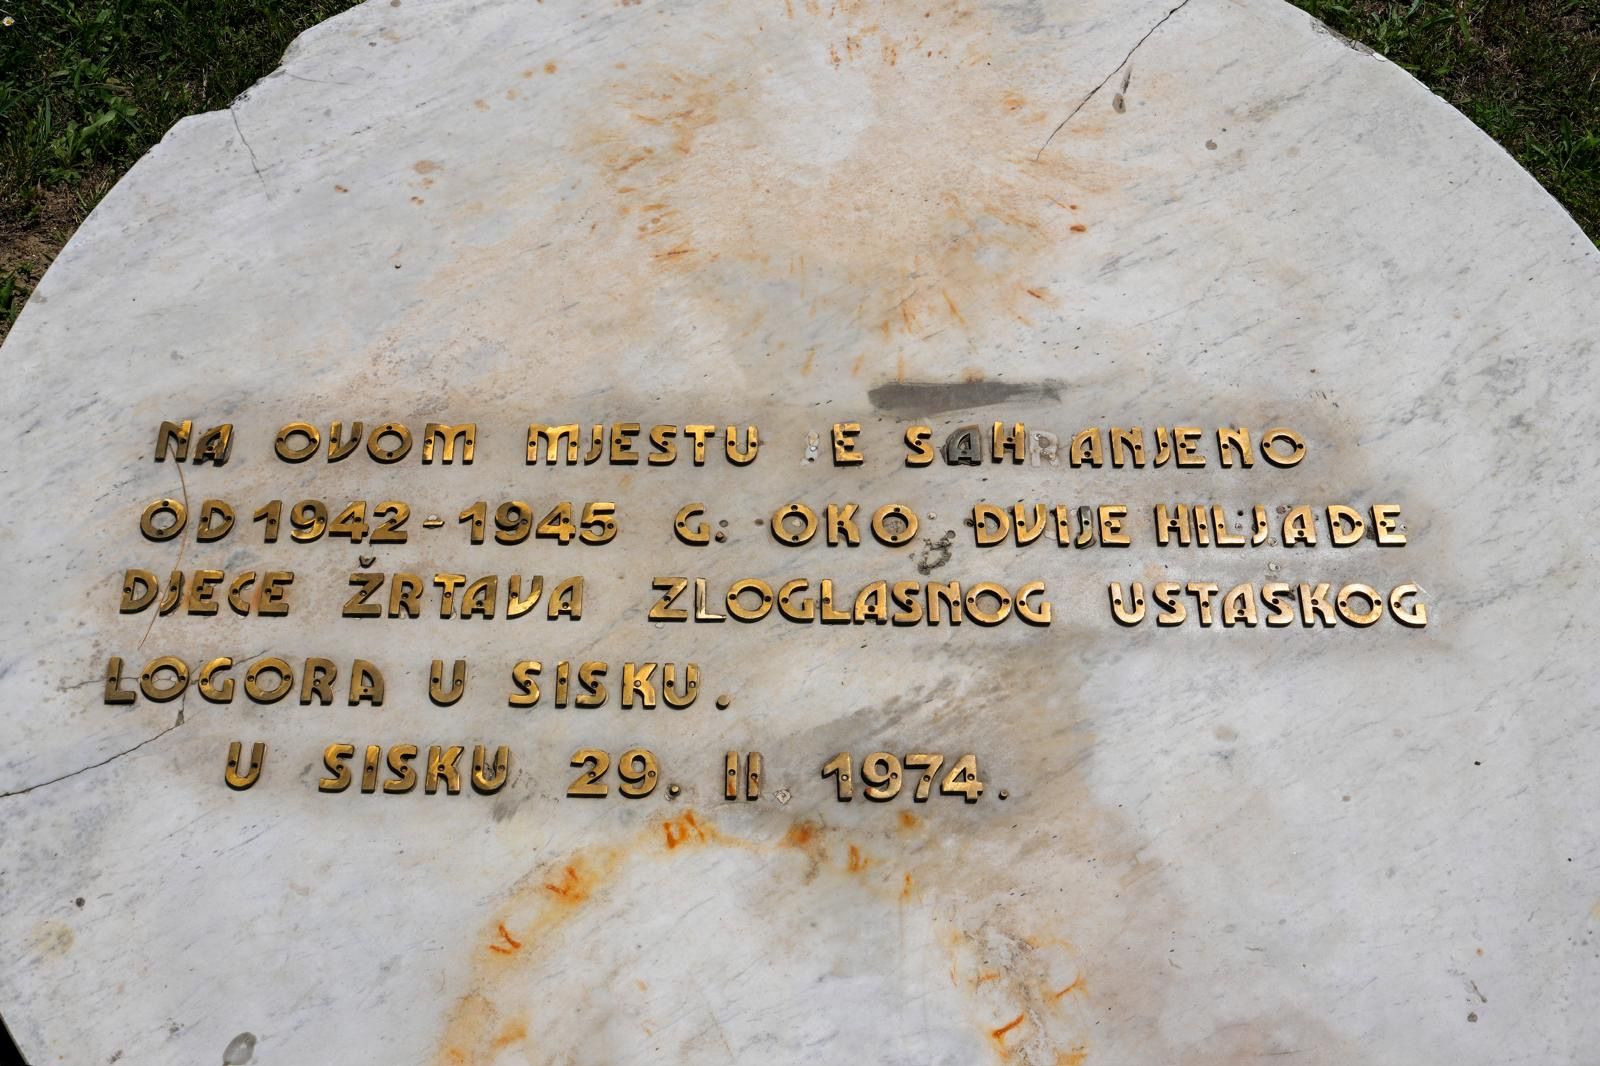 NA OVOM MJESTU JE SAHRANJENO
OD 1942-1945 G. OKO DVIJE HILJADE
DJECE ŽRTAVA ZLOGLASNOG USTASKOG
LOGORA U SISKU.
U SISKU 29. II 1974.